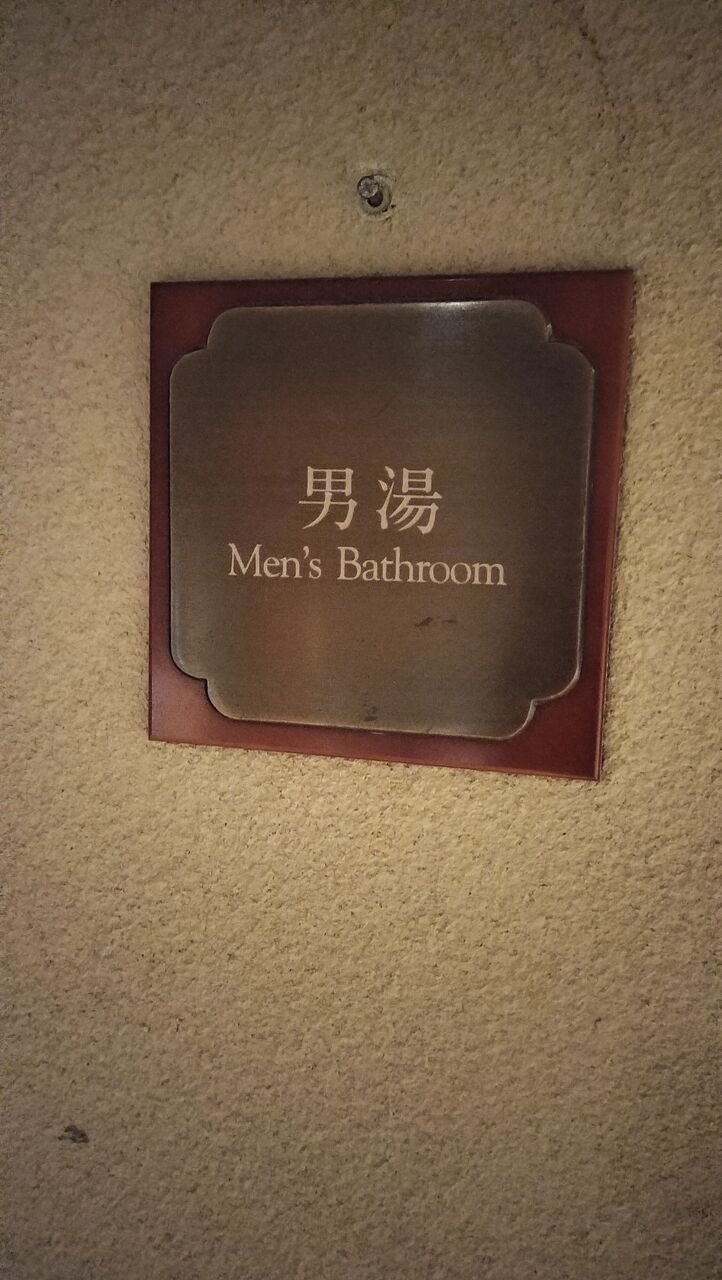 男湯
Men's Bathroom